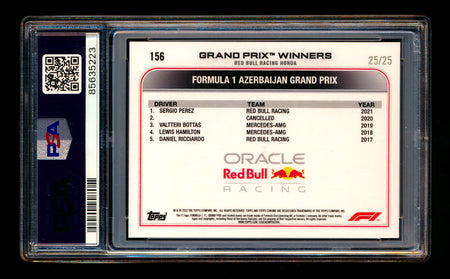 85635223
PSA
156
GRAND PRIX™ WINNERS
25/25
RED BULL RACING HONDA
FORMULA 1 AZERBAIJAN GRAND PRIX
DRIVER TEAM YEAR
1. SERGIO PEREZ RED BULL RACING 2021
2. CANCELLED 2020
3. VALTTERI BOTTAS MERCEDES-AMG 2019
4. LEWIS HAMILTON MERCEDES-AMG 2018
5. DANIEL RICCIARDO RED BULL RACING 2017
ORACLE
Red Bull
RACING
Topps
F1